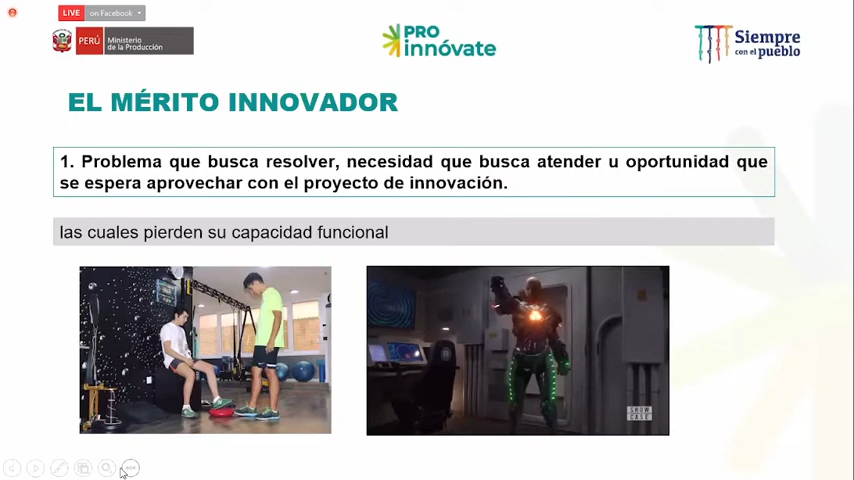 LIVE on Facebook
PERÚ
Ministerio
de la Producción
PRO
innóvate
Siempre
con el pueblo
EL MÉRITO INNOVADOR
1. Problema que busca resolver, necesidad que busca atender u oportunidad que
se espera aprovechar con el proyecto de innovación.
las cuales pierden su capacidad funcional
SHOW
CASE